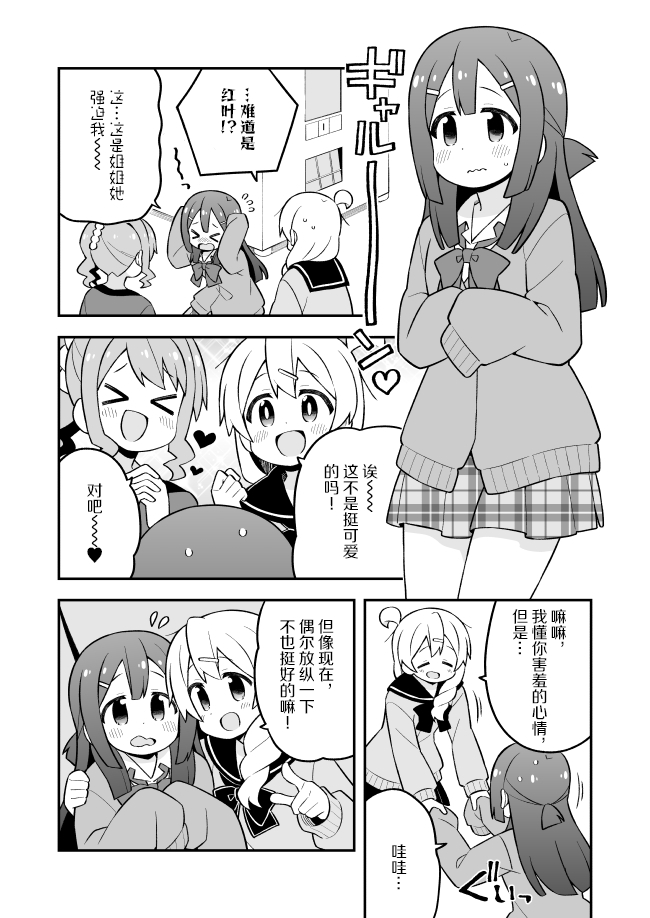 …难道是
红叶!?
这…这是姐姐她
强迫我～～
ギャルーン♡
诶～～
这不是挺可爱
的吗！
对吧～～♥
嘛嘛，
我懂你害羞的心情，
但是…
哇哇…
ぐいっ
但像现在，
偶尔放纵一下
不也挺好的嘛！